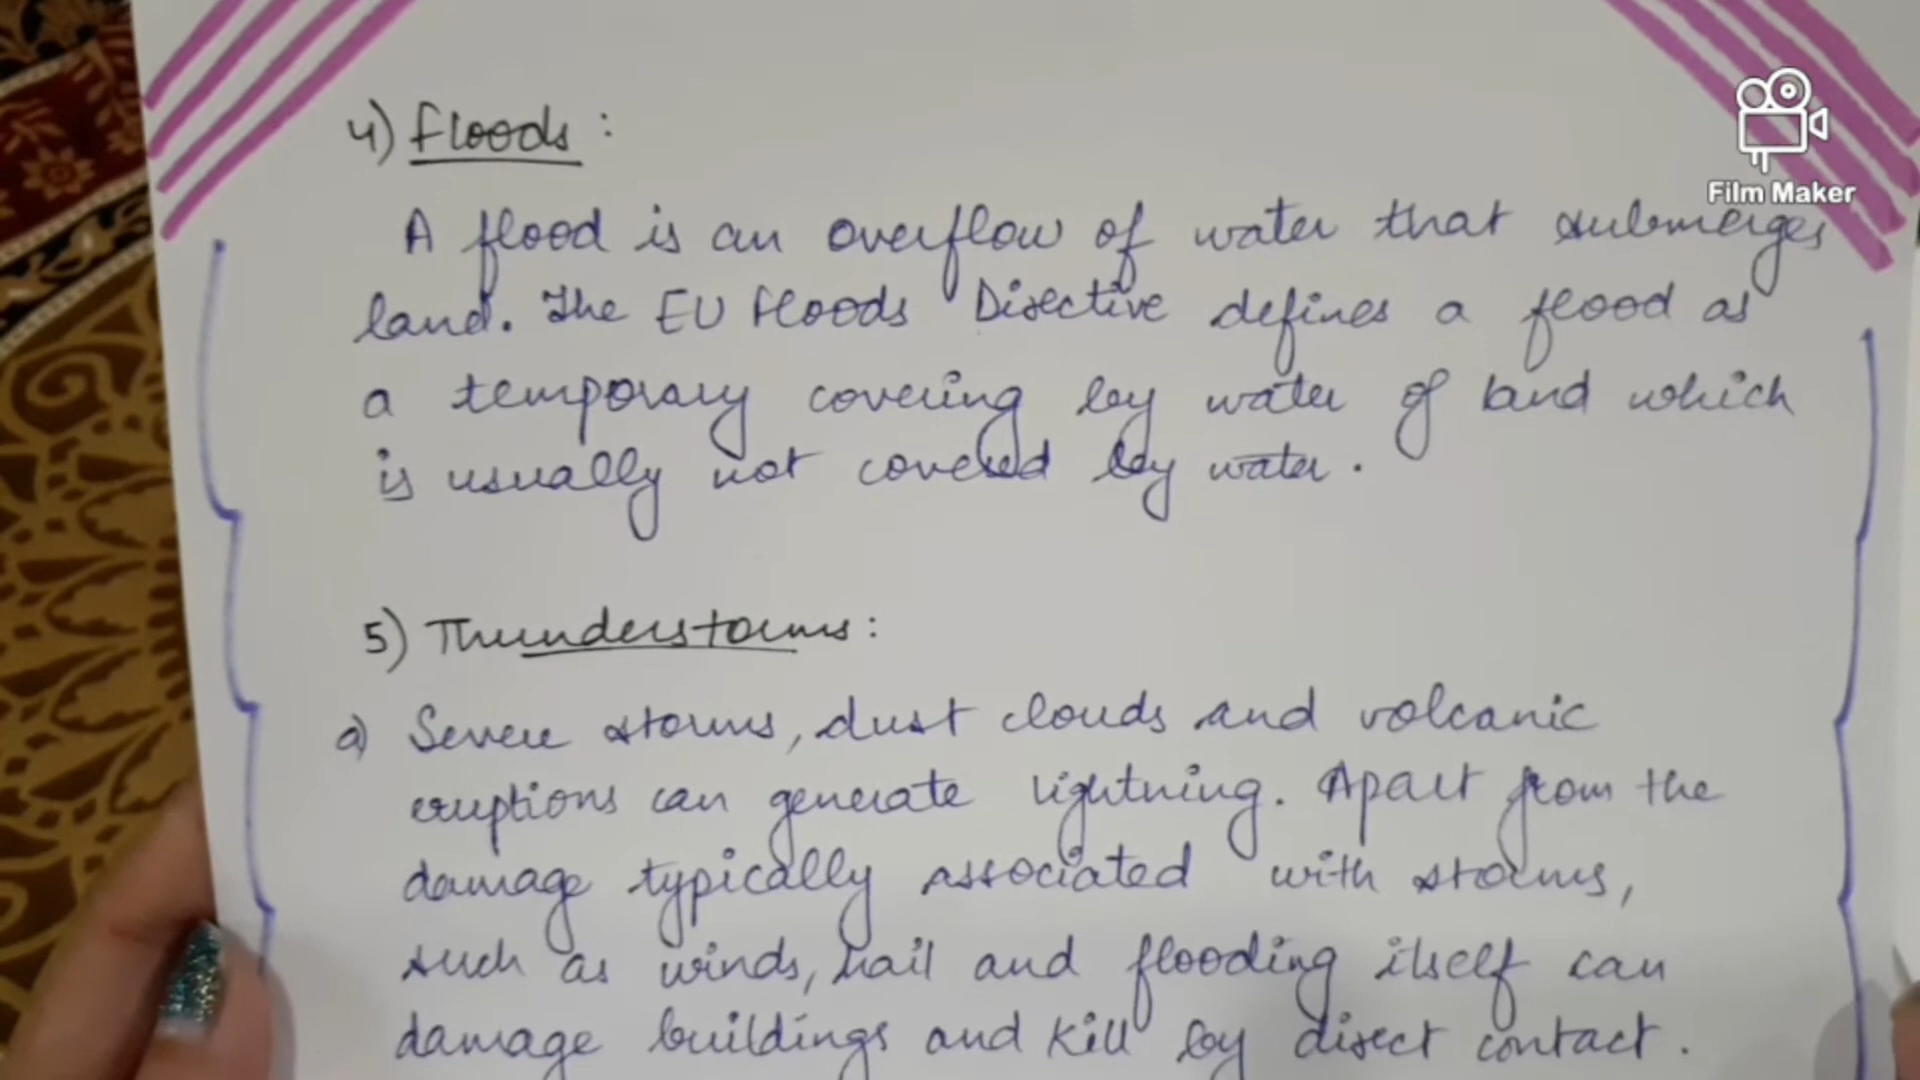 4) Floods :
Film Maker
A flood is an overflow of water that submerges
land. The EU Floods Directive defines a flood as
a temporary covering by water of land which
is usually not covered by water.
5) Thunderstorms:
a) Severe storms, dust clouds and volcanic
eruptions can generate lightning. Apart from the
damage typically associated with storms,
such as winds, hail and flooding itself can
damage buildings and kill by direct contact.